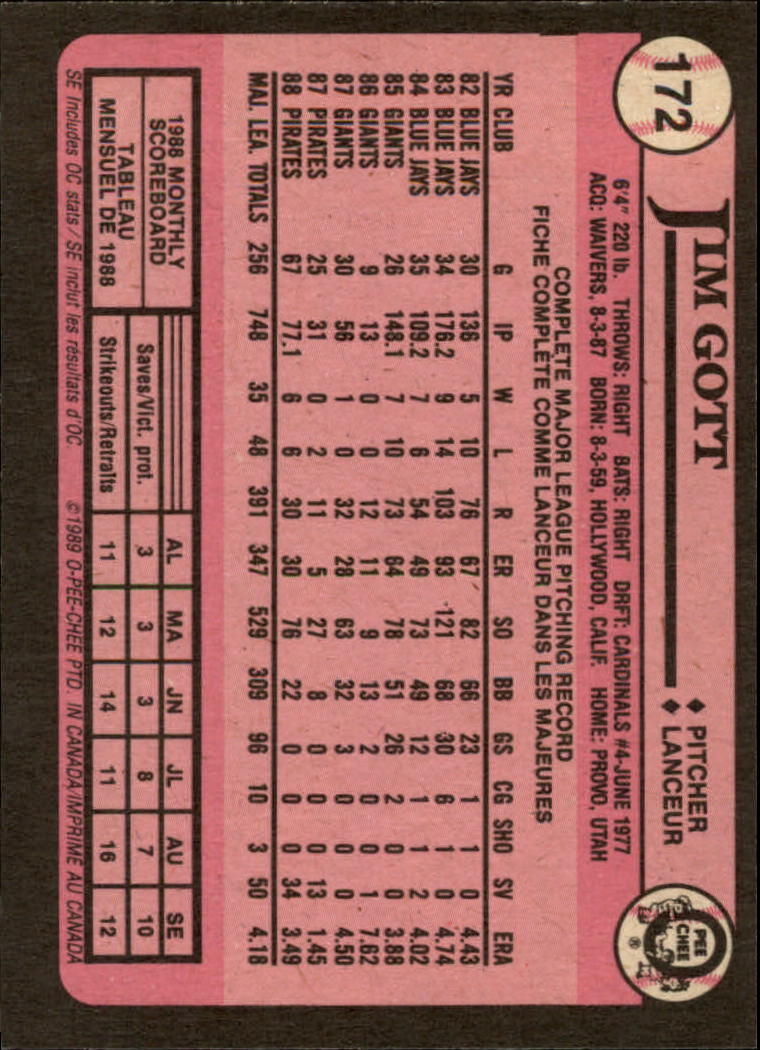 172
JIM GOTT
◆ PITCHER
◆ LANCEUR
O PEE CHEE ®
6'4" 220 lb. THROWS: RIGHT BATS: RIGHT DRFT: CARDINALS #4-JUNE 1977
ACQ: WAIVERS, 8-3-87 BORN: 8-3-59, HOLLYWOOD, CALIF. HOME: PROVO, UTAH
COMPLETE MAJOR LEAGUE PITCHING RECORD
FICHE COMPLÈTE COMME LANCEUR DANS LES MAJEURES
YR CLUB G IP W L R ER SO BB GS CG SHO SV ERA
82 BLUE JAYS 30 136 5 10 76 67 82 66 23 1 1 0 4.43
83 BLUE JAYS 34 176.2 9 14 103 93 121 68 30 6 1 0 4.74
84 BLUE JAYS 35 109.2 7 6 54 49 73 49 12 1 1 2 4.02
85 GIANTS 26 148.1 7 10 73 64 78 51 26 2 0 0 3.88
86 GIANTS 9 13 0 0 12 11 9 13 2 0 0 1 7.62
87 GIANTS 30 56 1 0 32 28 63 32 3 0 0 0 4.50
87 PIRATES 25 31 0 2 11 5 27 8 0 0 0 13 1.45
88 PIRATES 67 77.1 6 6 30 30 76 22 0 0 0 34 3.49
MAJ. LEA. TOTALS 256 748 35 48 391 347 529 309 96 10 3 50 4.18
1988 MONTHLY SCOREBOARD
TABLEAU MENSUEL DE 1988
AL MA JN JL AU SE
Saves/Vict. prot. 3 3 3 8 7 10
Strikeouts/Retraits 11 12 14 11 16 12
SE Includes OC stats / SE inclut les résultats d'OC. ©1989 O-PEE-CHEE PTD. IN CANADA/IMPRIMÉ AU CANADA